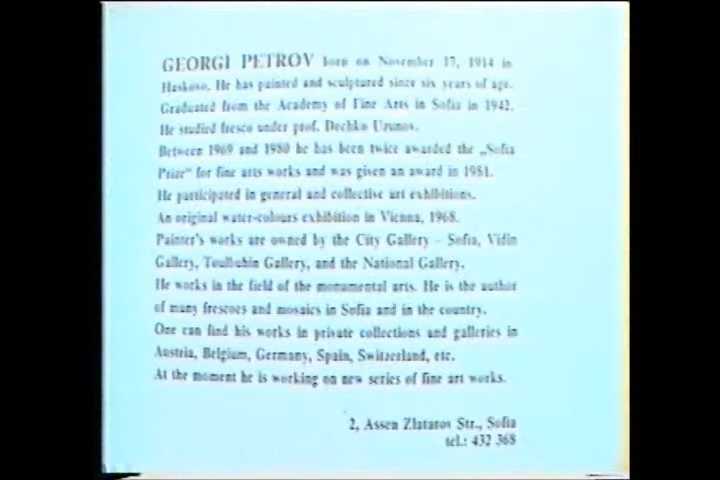 GEORGI PETROV born on November 17, 1914 in
Haskovo. He has painted and sculptured since six years of age.
Graduated from the Academy of Fine Arts in Sofia in 1942.
He studied fresco under prof. Dechko Uzunov.
Between 1969 and 1980 he has been twice awarded the „Sofia
Prize“ for fine arts works and was given an award in 1981.
He participated in general and collective art exhibitions.
An original water-colours exhibition in Vienna, 1968.
Painter's works are owned by the City Gallery - Sofia, Vidin
Gallery, Toulbuhin Gallery, and the National Gallery.
He works in the field of the monumental arts. He is the author
of many frescoes and mosaics in Sofia and in the country.
One can find his works in private collections and galleries in
Austria, Belgium, Germany, Spain, Switzerland, etc.
At the moment he is working on new series of fine art works.
2, Assen Zlatarov Str., Sofia
tel.: 432 368